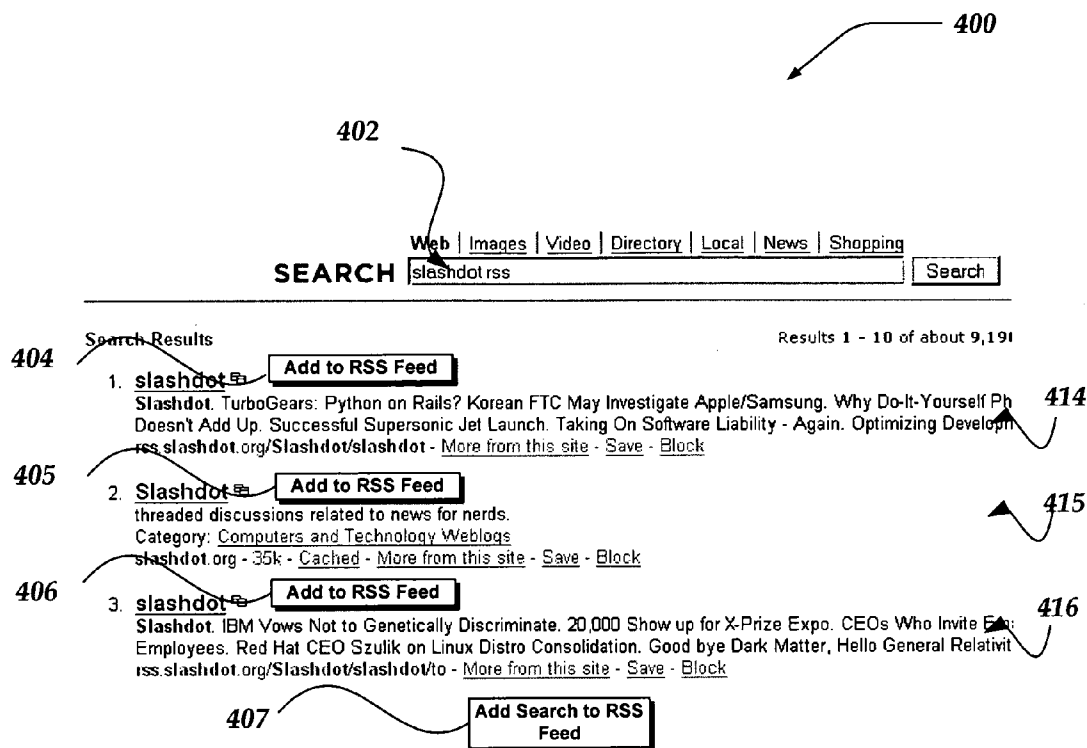 400
402
Web | Images | Video | Directory | Local | News | Shopping
SEARCH slashdot rss Search
Search Results Results 1 - 10 of about 9,191
404
1. slashdot Add to RSS Feed
Slashdot. TurboGears: Python on Rails? Korean FTC May Investigate Apple/Samsung. Why Do-It-Yourself Ph 414
Doesn't Add Up. Successful Supersonic Jet Launch. Taking On Software Liability - Again. Optimizing Developm
rss.slashdot.org/Slashdot/slashdot - More from this site - Save - Block
405
2. Slashdot Add to RSS Feed
threaded discussions related to news for nerds. 415
Category: Computers and Technology Weblogs
slashdot.org - 35k - Cached - More from this site - Save - Block
406
3. slashdot Add to RSS Feed
Slashdot. IBM Vows Not to Genetically Discriminate. 20,000 Show up for X-Prize Expo. CEOs Who Invite 416
Employees. Red Hat CEO Szulik on Linux Distro Consolidation. Good bye Dark Matter, Hello General Relativit
rss.slashdot.org/Slashdot/slashdot/to - More from this site - Save - Block
407
Add Search to RSS
Feed